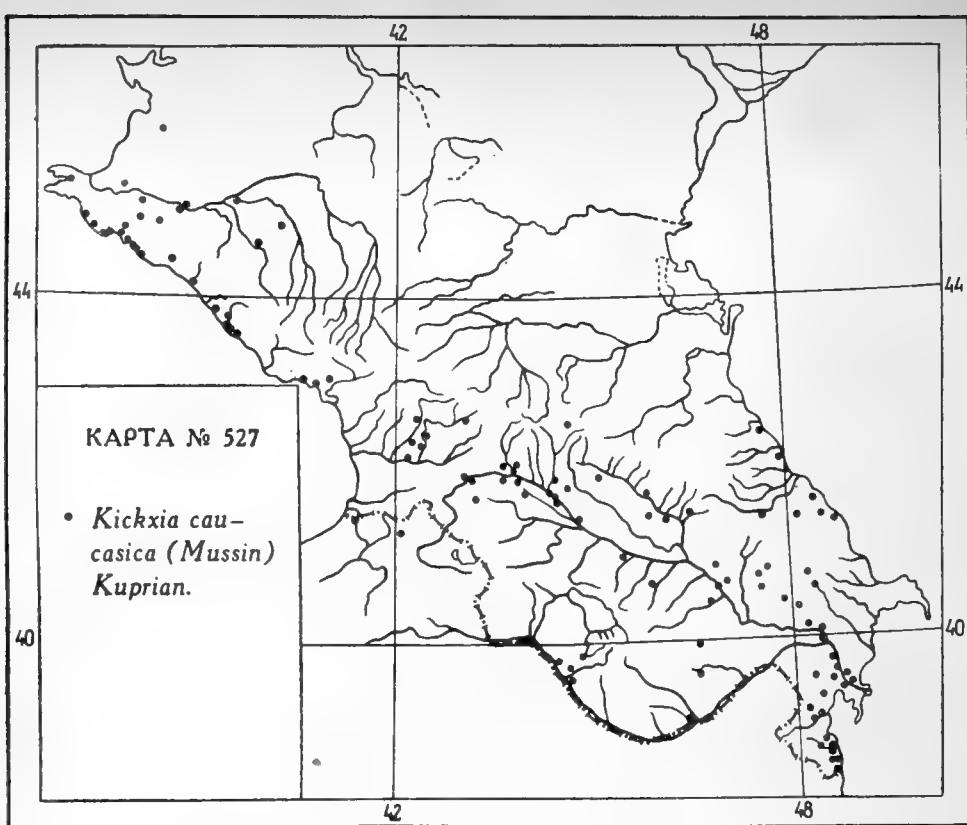 42 48
44 44
КАРТА № 527
Kickxia cau-
casica (Mussin)
Kuprian.
40 40
42 48